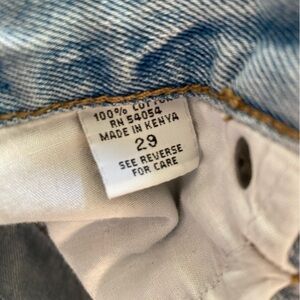 100% COTTON
RN 54054
MADE IN KENYA
29
SEE REVERSE
FOR CARE